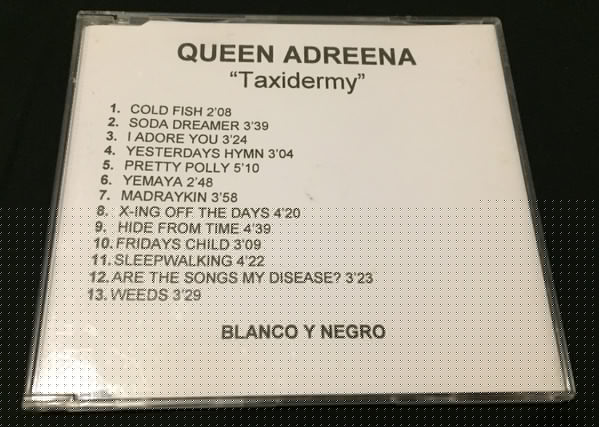 QUEEN ADREENA
“Taxidermy”
1. COLD FISH 2'08
2. SODA DREAMER 3'39
3. I ADORE YOU 3'24
4. YESTERDAYS HYMN 3'04
5. PRETTY POLLY 5'10
6. YEMAYA 2'48
7. MADRAYKIN 3'58
8. X-ING OFF THE DAYS 4'20
9. HIDE FROM TIME 4'39
10. FRIDAYS CHILD 3'09
11. SLEEPWALKING 4'22
12. ARE THE SONGS MY DISEASE? 3'23
13. WEEDS 3'29
BLANCO Y NEGRO